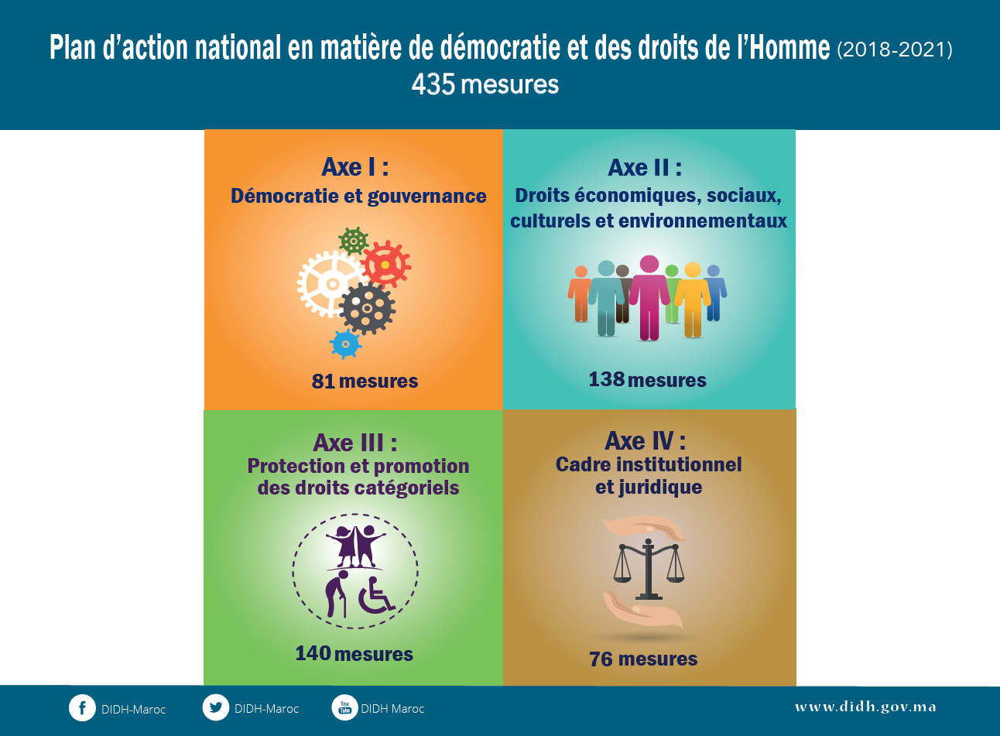 Plan d’action national en matière de démocratie et des droits de l’Homme (2018-2021)
435 mesures
Axe I :
Démocratie et gouvernance
81 mesures
Axe II :
Droits économiques, sociaux,
culturels et environnementaux
138 mesures
Axe III :
Protection et promotion
des droits catégoriels
140 mesures
Axe IV :
Cadre institutionnel
et juridique
76 mesures
DIDH-Maroc
DIDH-Maroc
You
Tube
DIDH Maroc
www.didh.gov.ma